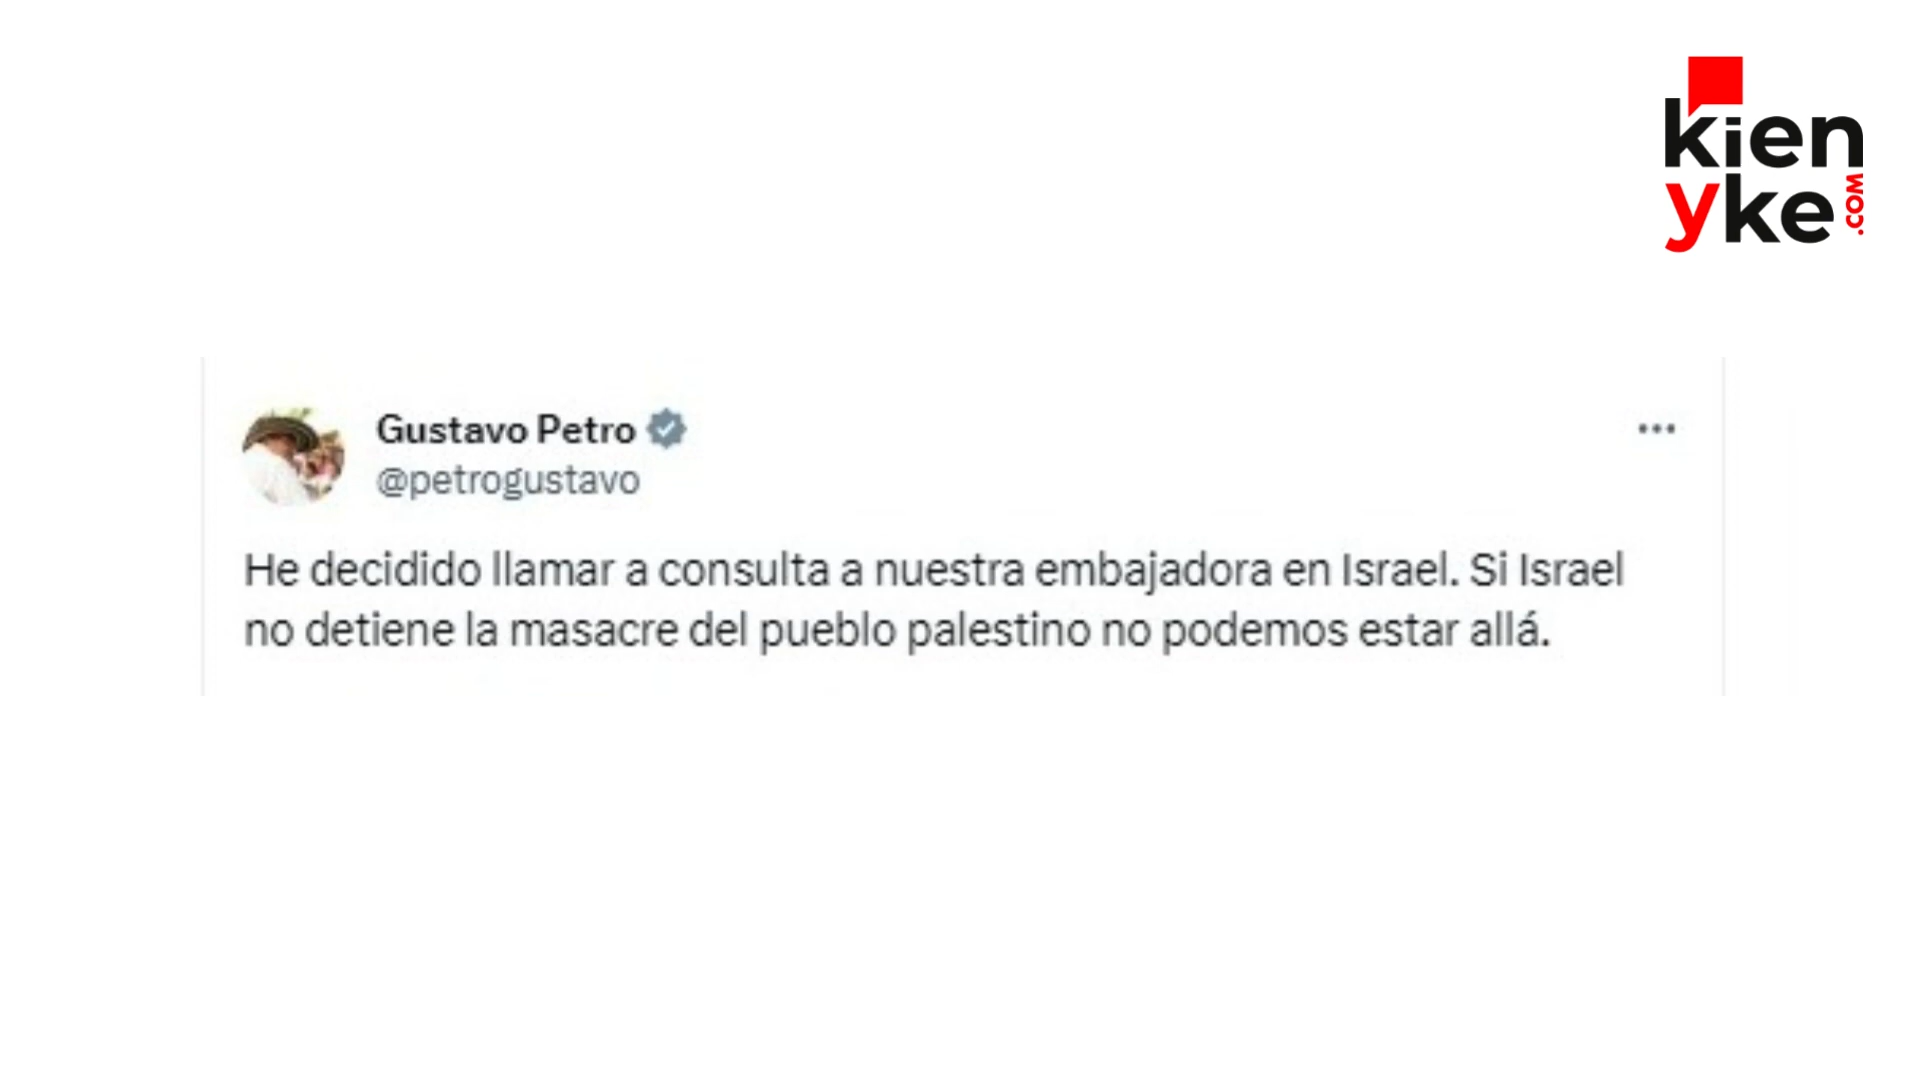 kien
yke
.COM
Gustavo Petro
@petrogustavo
He decidido llamar a consulta a nuestra embajadora en Israel. Si Israel
no detiene la masacre del pueblo palestino no podemos estar allá.